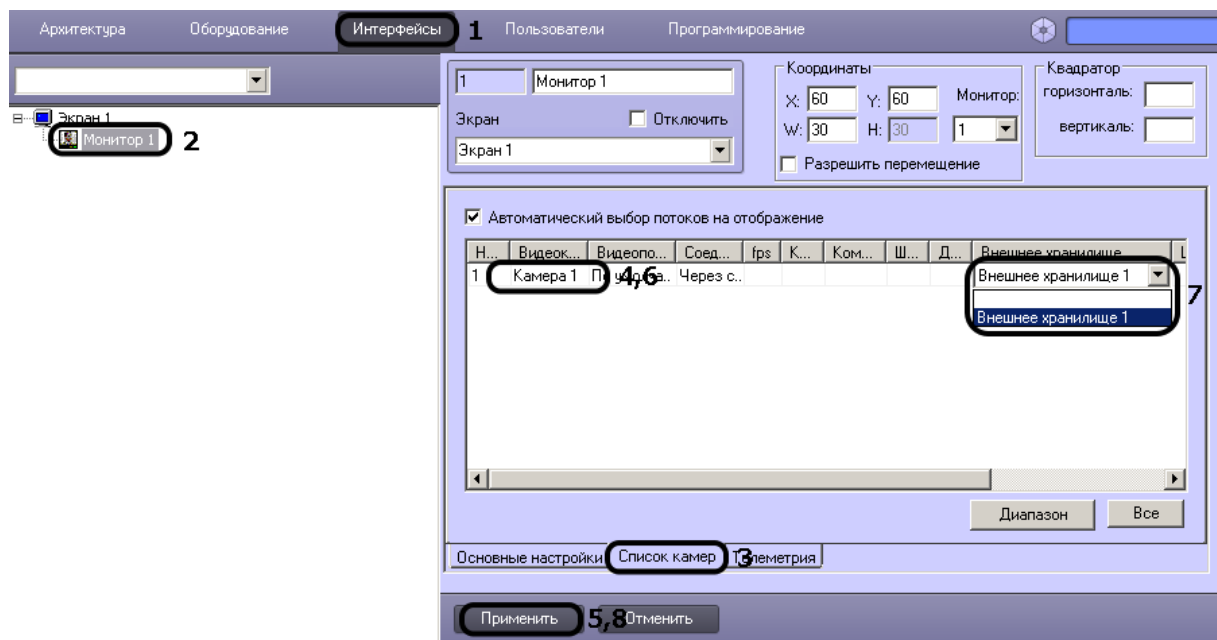 Архитектура Оборудование Интерфейсы 1 Пользователи Программирование
1 Монитор 1
Экран Отключить
Экран 1
Координаты
X: 60 Y: 60 Монитор:
W: 30 H: 30 1
Разрешить перемещение
Квадратор
горизонталь:
вертикаль:
Экран 1
Монитор 1 2
Автоматический выбор потоков на отображение
Н... Видеок... Видеопо... Соед... fps К... Ком... Ш... Д... Внешнее хранилище
1 Камера 1 4,6 Через с.. Внешнее хранилище 1
7
Внешнее хранилище 1
Диапазон Все
Основные настройки Список камер 3 Телеметрия
Применить 5,8 Отменить